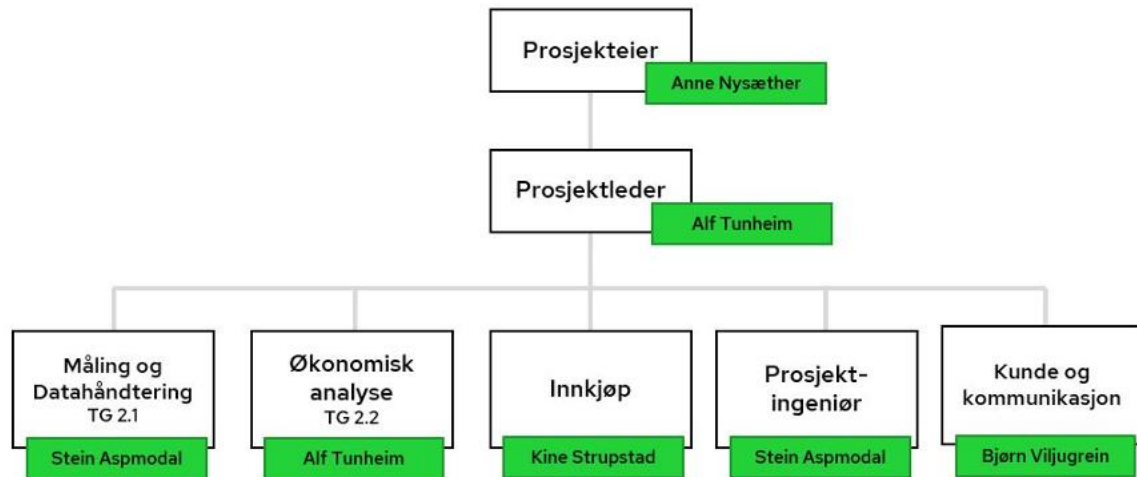 Prosjekteier
Anne Nysæther
Prosjektleder
Alf Tunheim
Måling og
Datahåndtering
TG 2.1
Stein Aspmodal
Økonomisk
analyse
TG 2.2
Alf Tunheim
Innkjøp
Kine Strupstad
Prosjekt-
ingeniør
Stein Aspmodal
Kunde og
kommunikasjon
Bjørn Viljugrein